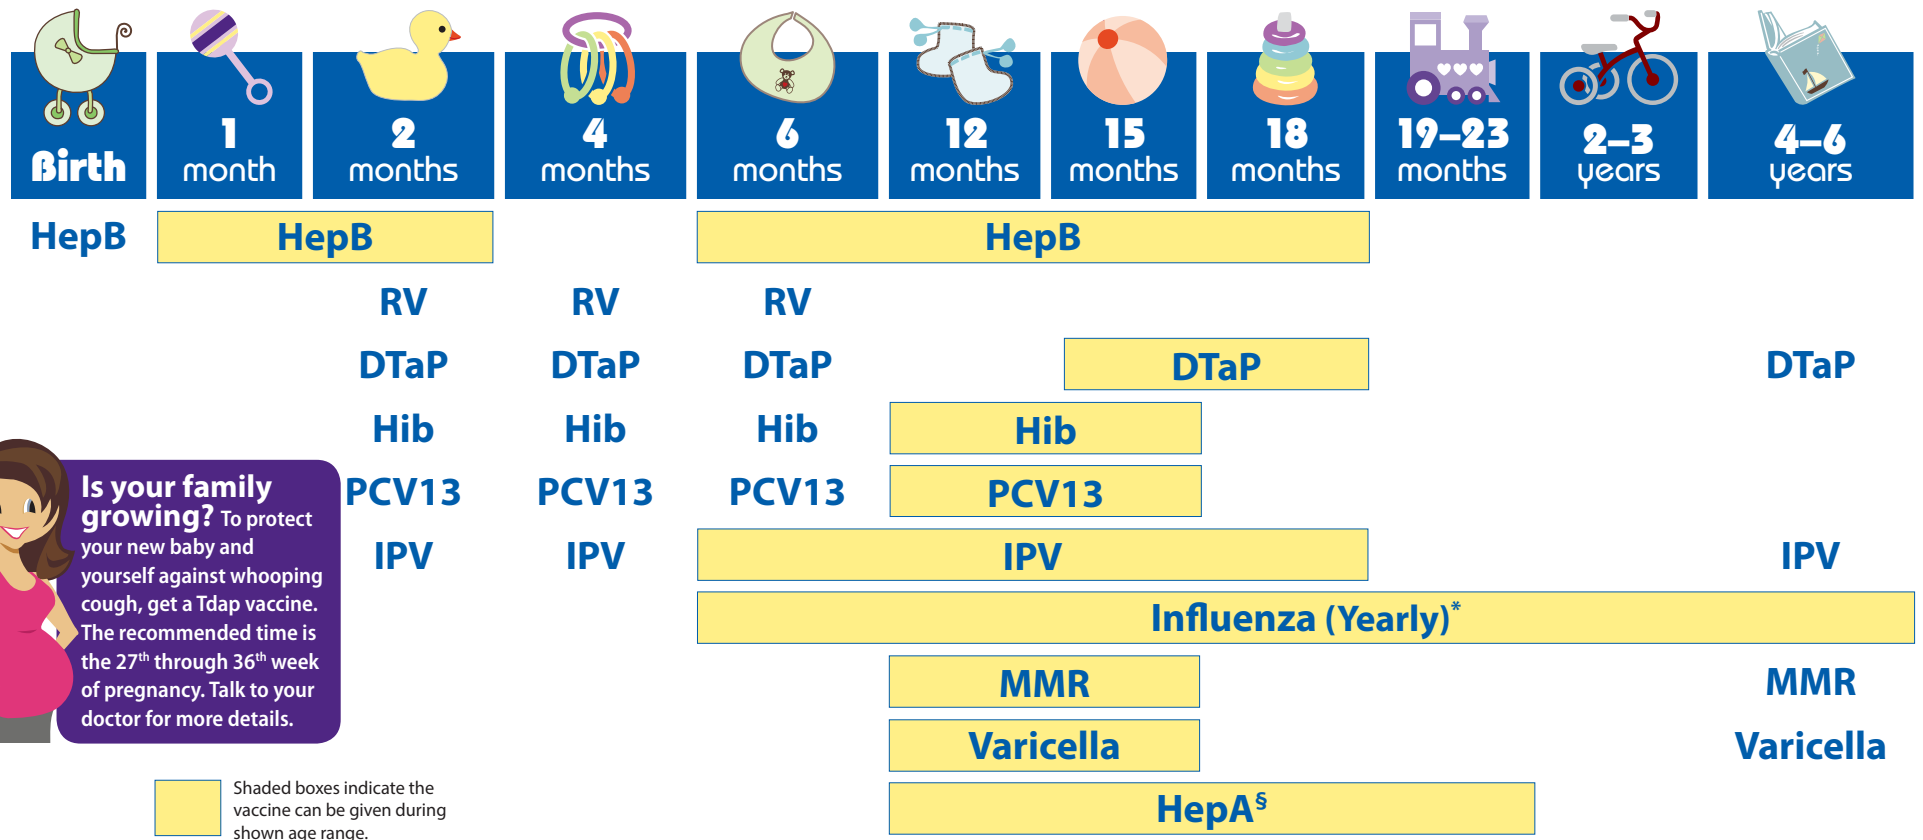 Birth
1 month
2 months
4 months
6 months
12 months
15 months
18 months
19–23 months
2–3 years
4–6 years
HepB HepB HepB
RV RV RV
DTaP DTaP DTaP DTaP DTaP
Hib Hib Hib Hib
PCV13 PCV13 PCV13 PCV13
IPV IPV IPV IPV
Influenza (Yearly)*
MMR MMR
Varicella Varicella
HepA§
Is your family
growing? To protect
your new baby and
yourself against whooping
cough, get a Tdap vaccine.
The recommended time is
the 27th through 36th week
of pregnancy. Talk to your
doctor for more details.
Shaded boxes indicate the
vaccine can be given during
shown age range.